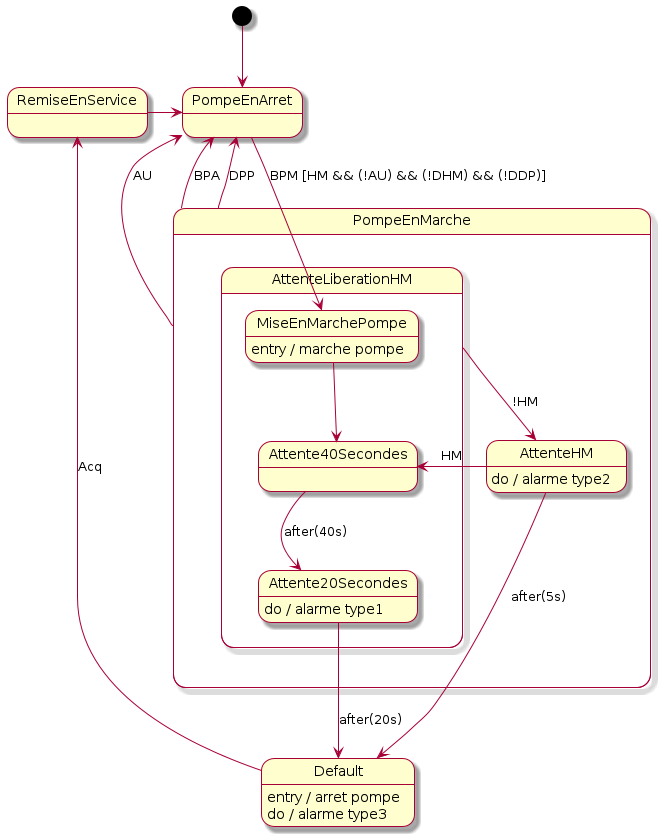 RemiseEnService
PompeEnArret
AU
BPA
DPP
BPM [HM && (!AU) && (!DHM) && (!DDP)]
PompeEnMarche
AttenteLiberationHM
MiseEnMarchePompe
entry / marche pompe
!HM
Attente40Secondes
HM
AttenteHM
do / alarme type2
Acq
after(40s)
Attente20Secondes
do / alarme type1
after(5s)
after(20s)
Default
entry / arret pompe
do / alarme type3